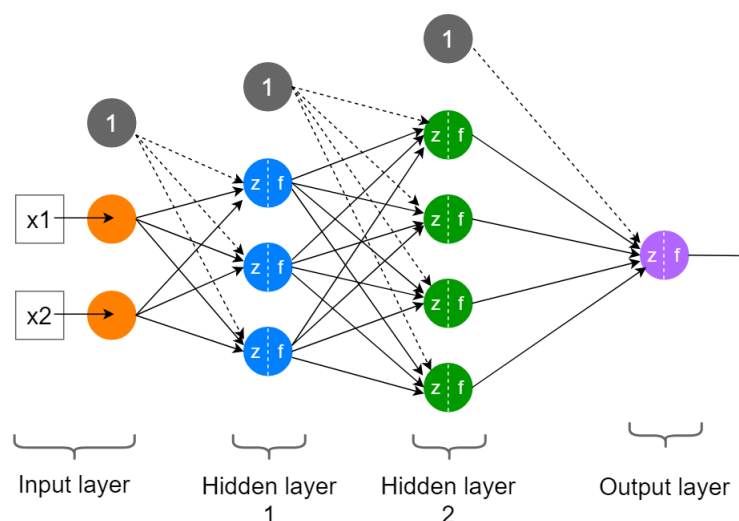 1
1
1
z f
z f
x1
z f
z f
z f
z f
x2
z f
z f
Input layer
Hidden layer
1
Hidden layer
2
Output layer